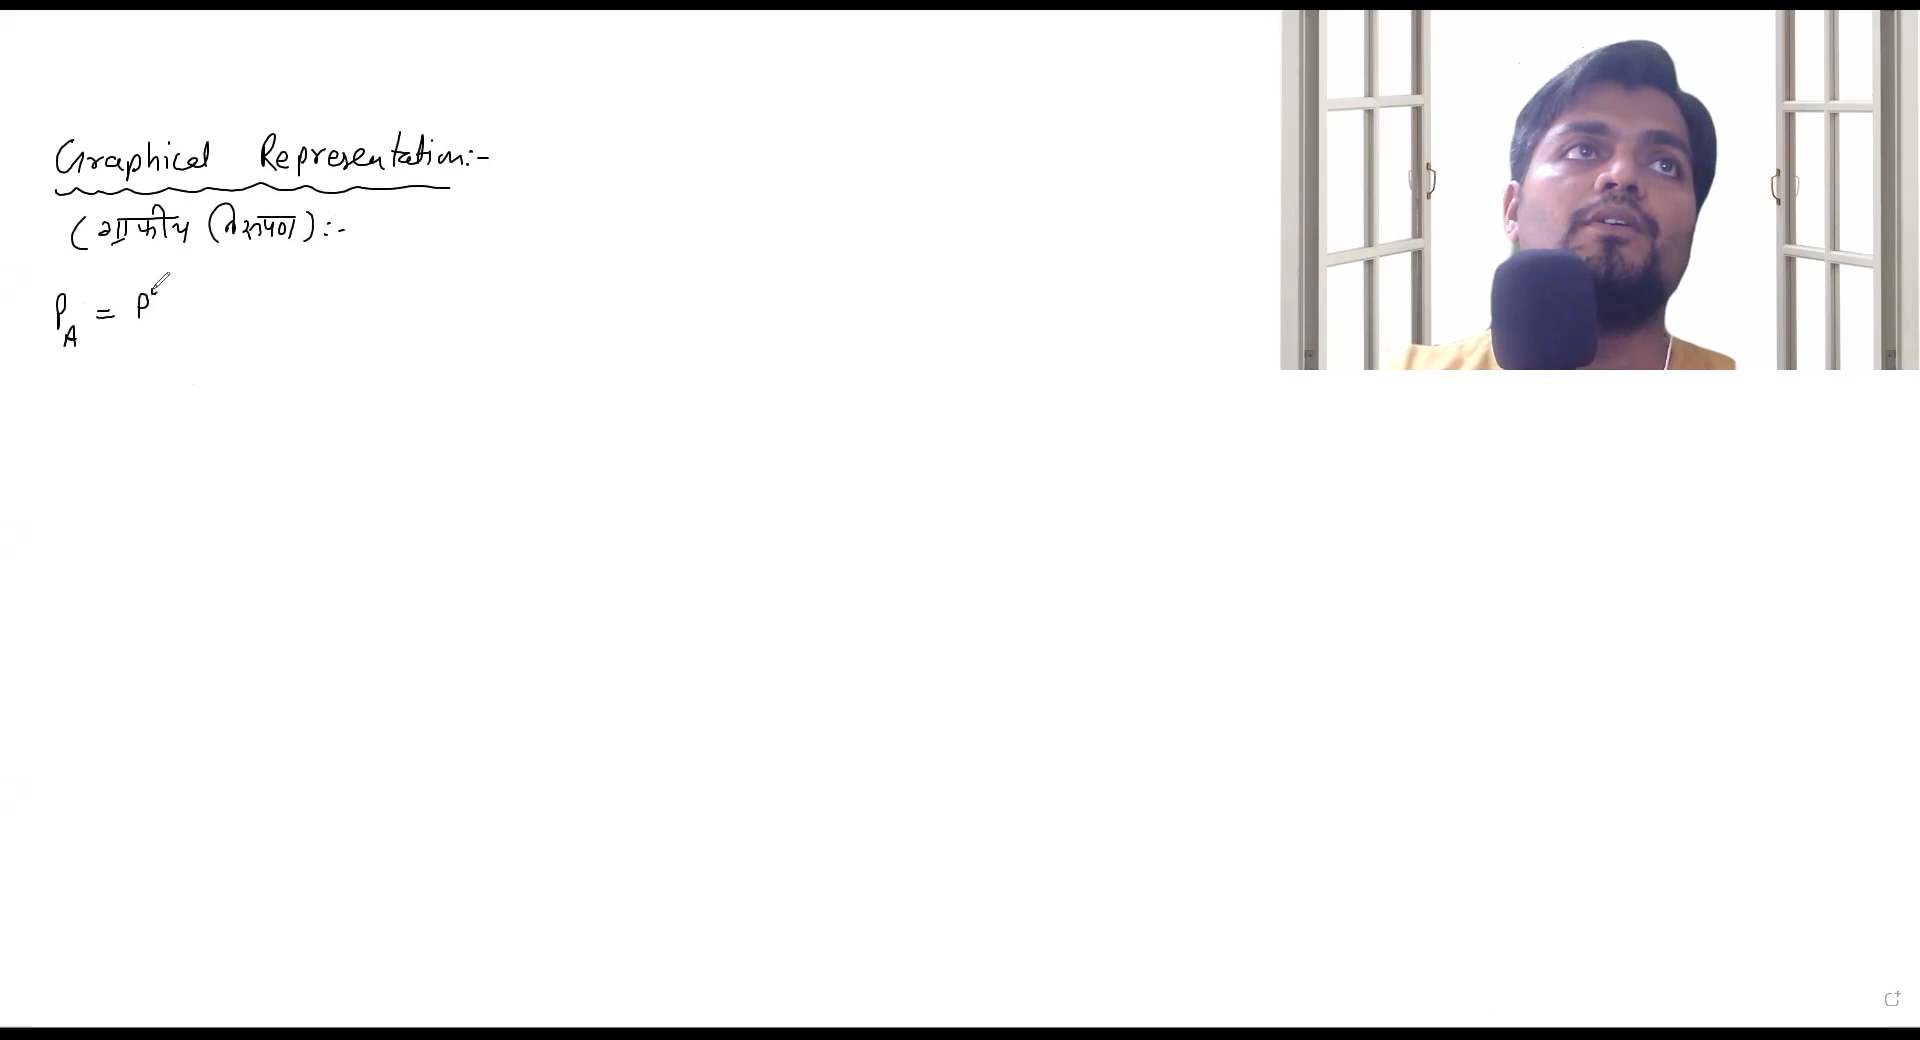 Graphical Representation:-
(ग्राफीय निरूपण):-
P_A = P°